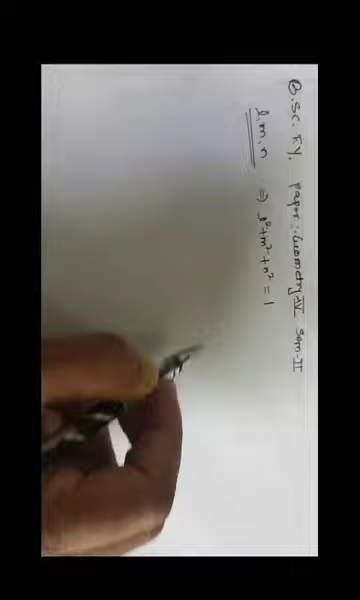 B.Sc. F.Y. Paper: Geometry IV Sem-II
l, m, n ⇒ l²+m²+n² = 1